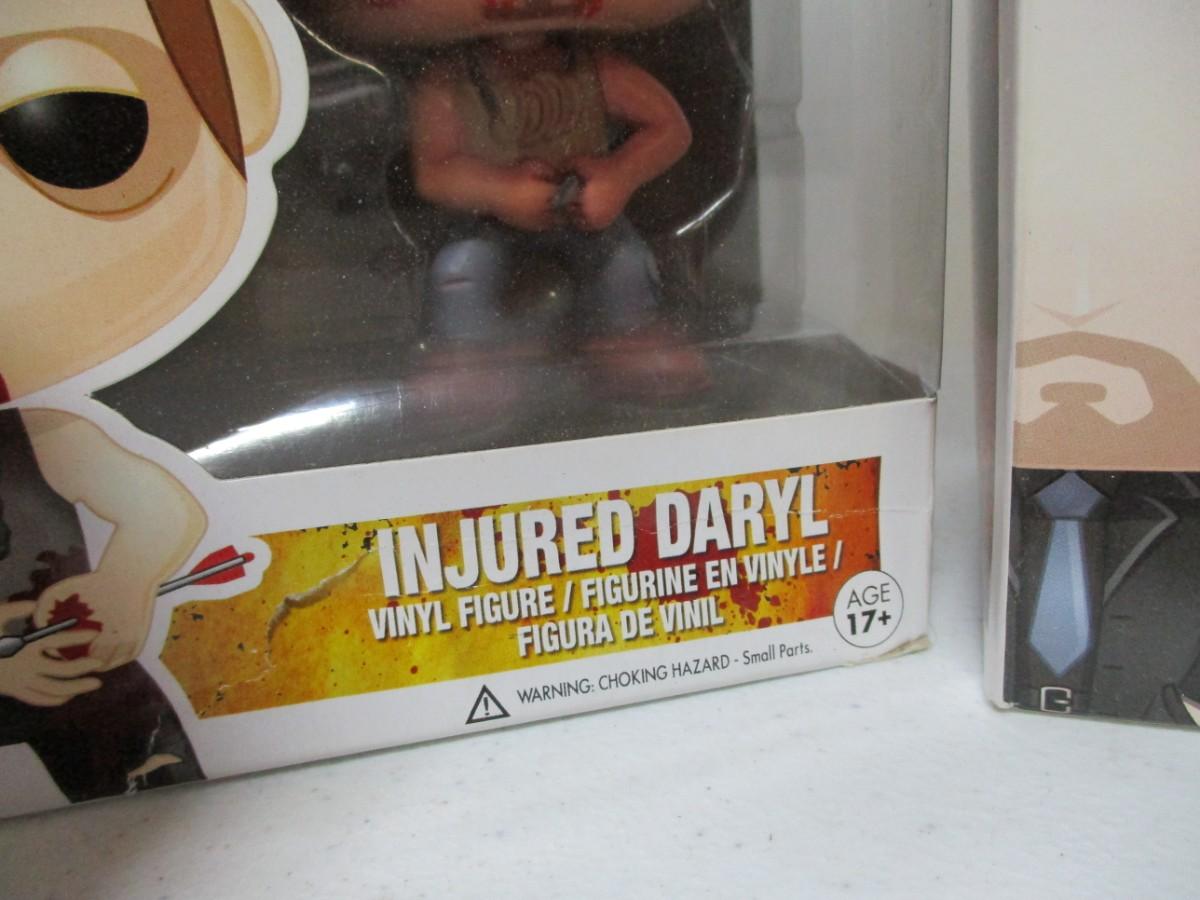 INJURED DARYL
VINYL FIGURE / FIGURINE EN VINYLE /
FIGURA DE VINIL
AGE
17+
WARNING: CHOKING HAZARD - Small Parts.